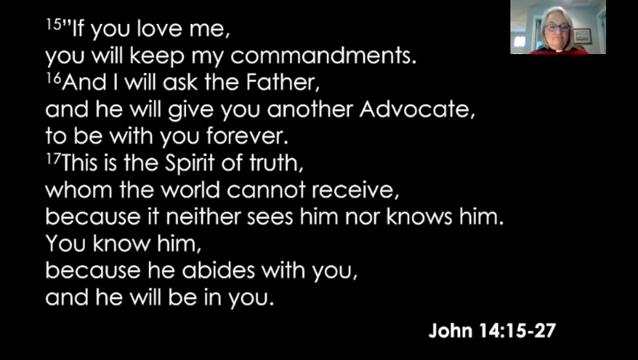 ¹⁵"If you love me,
you will keep my commandments.
¹⁶And I will ask the Father,
and he will give you another Advocate,
to be with you forever.
¹⁷This is the Spirit of truth,
whom the world cannot receive,
because it neither sees him nor knows him.
You know him,
because he abides with you,
and he will be in you.
John 14:15-27